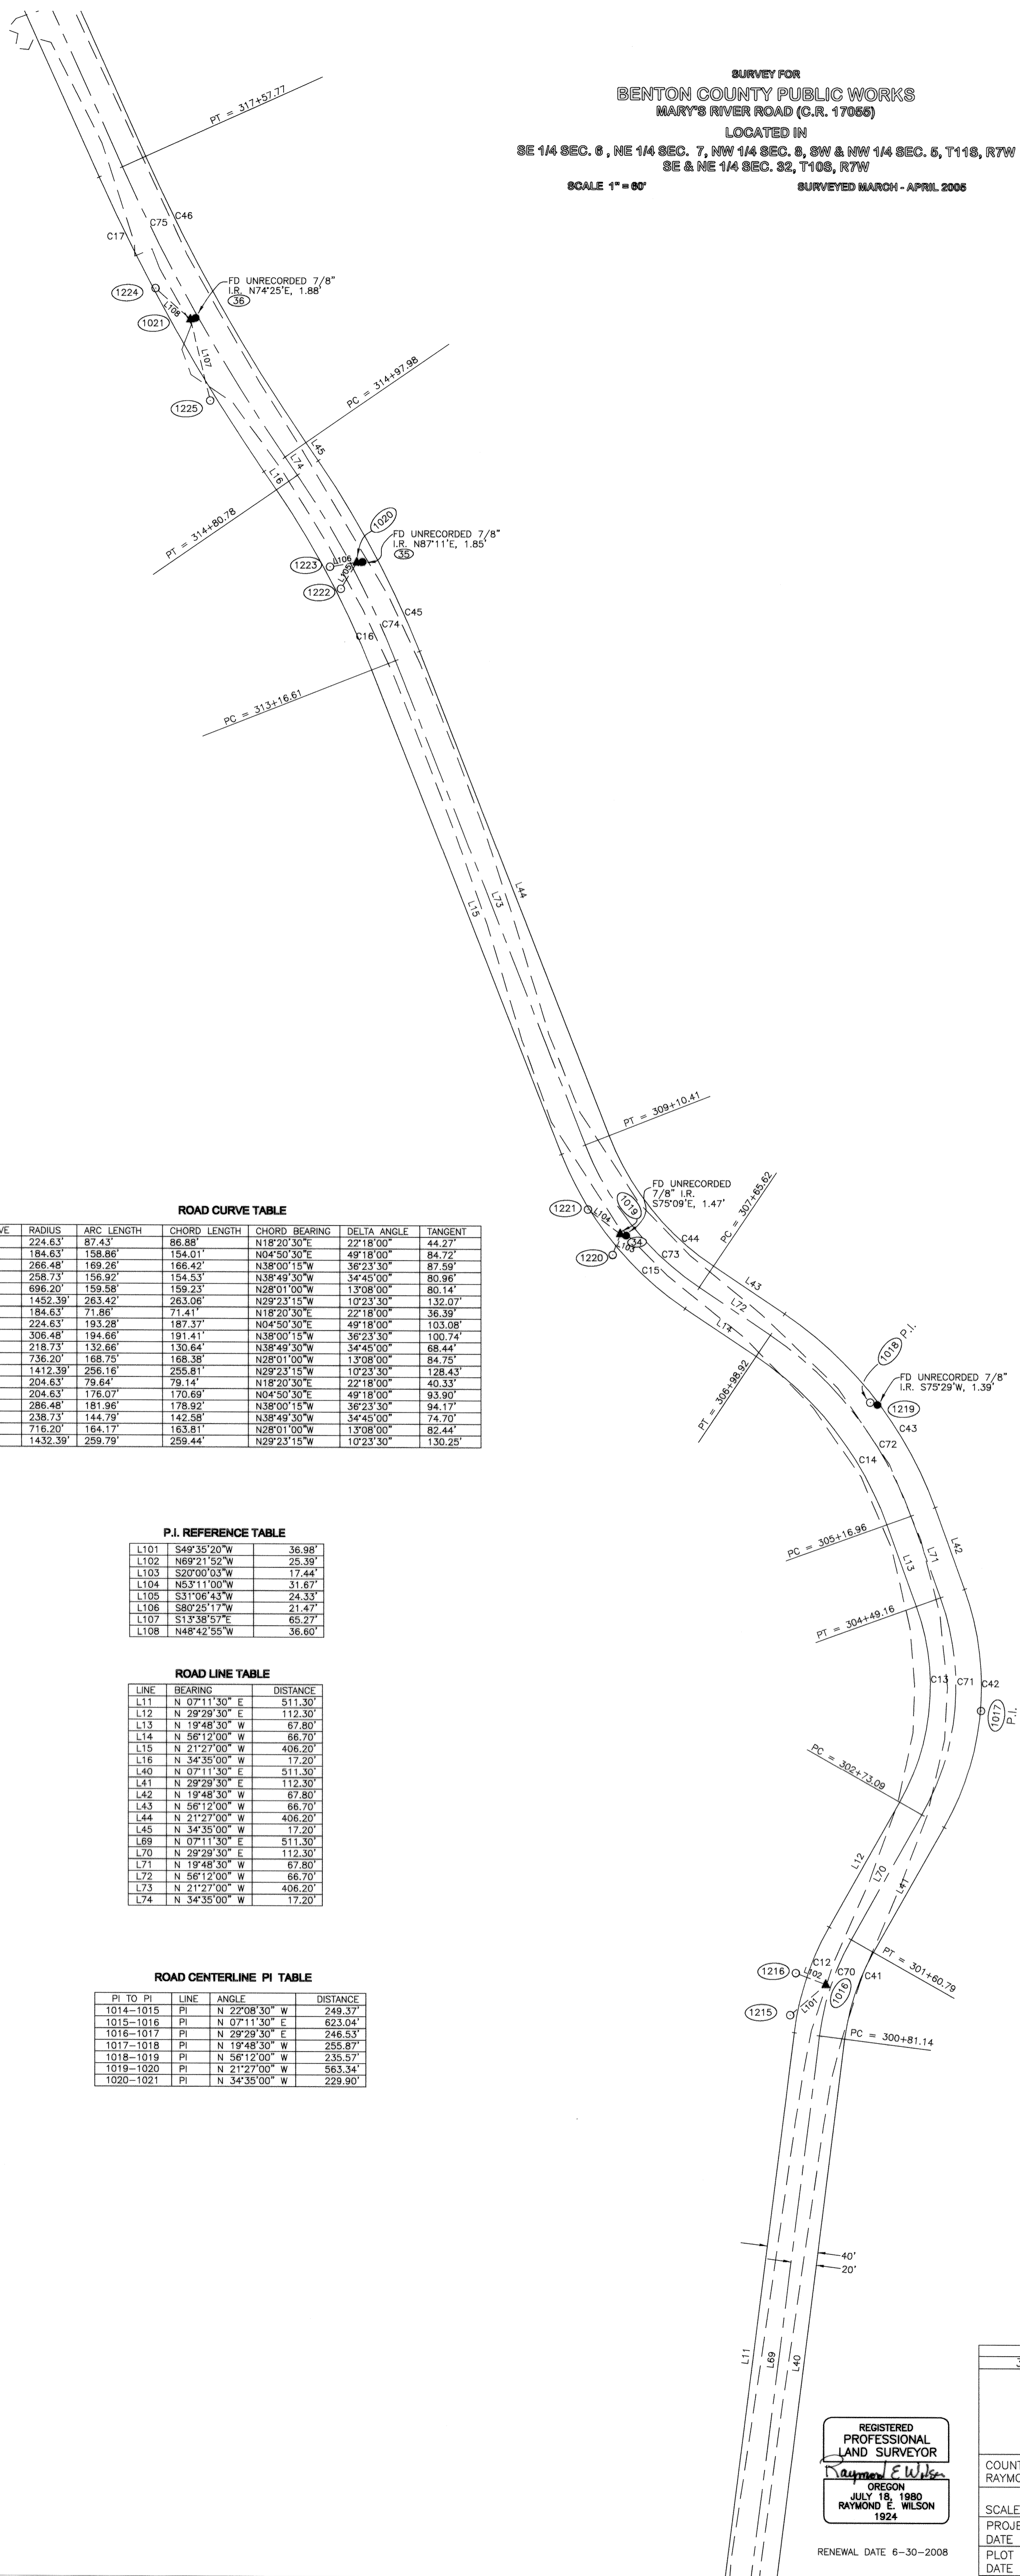 SURVEY FOR
BENTON COUNTY PUBLIC WORKS
MARY'S RIVER ROAD (C.R. 17055)
LOCATED IN
SE 1/4 SEC. 6 , NE 1/4 SEC. 7, NW 1/4 SEC. 8, SW & NW 1/4 SEC. 5, T11S, R7W
SE & NE 1/4 SEC. 32, T10S, R7W
SCALE 1" = 60' SURVEYED MARCH - APRIL 2005
PT = 317+57.77
C46
C75
C17
1224
FD UNRECORDED 7/8"
I.R. N74°25'E, 1.88'
36
L108
1021
L107
1225
PC = 314+97.98
L45
L74
L16
PT = 314+80.78
1020
FD UNRECORDED 7/8"
I.R. N87°11'E, 1.85'
35
1223
L106
L105
1222
C45
C74
C16
PC = 313+16.61
L44
L73
L15
PT = 309+10.41
FD UNRECORDED
7/8" I.R.
S75°09'E, 1.47'
1019
1221
L104
34
L103
1220
PC = 307+65.62
C44
C73
C15
L43
L72
L14
PT = 306+98.92
1018 P.I.
FD UNRECORDED 7/8"
I.R. S75°29'W, 1.39'
1219
C43
C72
C14
PC = 305+16.96
L42
L71
L13
PT = 304+49.16
C13
C71
C42
1017
P.I.
PC = 302+73.09
L12
L70
L41
PT = 301+60.79
1216
L102
C12
C70
C41
1016
L101
1215
PC = 300+81.14
40'
20'
L11
L69
L40
ROAD CURVE TABLE
VE RADIUS ARC LENGTH CHORD LENGTH CHORD BEARING DELTA ANGLE TANGENT
224.63' 87.43' 86.88' N18°20'30"E 22°18'00" 44.27'
184.63' 158.86' 154.01' N04°50'30"E 49°18'00" 84.72'
266.48' 169.26' 166.42' N38°00'15"W 36°23'30" 87.59'
258.73' 156.92' 154.53' N38°49'30"W 34°45'00" 80.96'
696.20' 159.58' 159.23' N28°01'00"W 13°08'00" 80.14'
1452.39' 263.42' 263.06' N29°23'15"W 10°23'30" 132.07'
184.63' 71.86' 71.41' N18°20'30"E 22°18'00" 36.39'
224.63' 193.28' 187.37' N04°50'30"E 49°18'00" 103.08'
306.48' 194.66' 191.41' N38°00'15"W 36°23'30" 100.74'
218.73' 132.66' 130.64' N38°49'30"W 34°45'00" 68.44'
736.20' 168.75' 168.38' N28°01'00"W 13°08'00" 84.75'
1412.39' 256.16' 255.81' N29°23'15"W 10°23'30" 128.43'
204.63' 79.64' 79.14' N18°20'30"E 22°18'00" 40.33'
204.63' 176.07' 170.69' N04°50'30"E 49°18'00" 93.90'
286.48' 181.96' 178.92' N38°00'15"W 36°23'30" 94.17'
238.73' 144.79' 142.58' N38°49'30"W 34°45'00" 74.70'
716.20' 164.17' 163.81' N28°01'00"W 13°08'00" 82.44'
1432.39' 259.79' 259.44' N29°23'15"W 10°23'30" 130.25'
P.I. REFERENCE TABLE
L101 S49°35'20"W 36.98'
L102 N69°21'52"W 25.39'
L103 S20°00'03"W 17.44'
L104 N53°11'00"W 31.67'
L105 S31°06'43"W 24.33'
L106 S80°25'17"W 21.47'
L107 S13°38'57"E 65.27'
L108 N48°42'55"W 36.60'
ROAD LINE TABLE
LINE BEARING DISTANCE
L11 N 07°11'30" E 511.30'
L12 N 29°29'30" E 112.30'
L13 N 19°48'30" W 67.80'
L14 N 56°12'00" W 66.70'
L15 N 21°27'00" W 406.20'
L16 N 34°35'00" W 17.20'
L40 N 07°11'30" E 511.30'
L41 N 29°29'30" E 112.30'
L42 N 19°48'30" W 67.80'
L43 N 56°12'00" W 66.70'
L44 N 21°27'00" W 406.20'
L45 N 34°35'00" W 17.20'
L69 N 07°11'30" E 511.30'
L70 N 29°29'30" E 112.30'
L71 N 19°48'30" W 67.80'
L72 N 56°12'00" W 66.70'
L73 N 21°27'00" W 406.20'
L74 N 34°35'00" W 17.20'
ROAD CENTERLINE PI TABLE
PI TO PI LINE ANGLE DISTANCE
1014-1015 PI N 22°08'30" W 249.37'
1015-1016 PI N 07°11'30" E 623.04'
1016-1017 PI N 29°29'30" E 246.53'
1017-1018 PI N 19°48'30" W 255.87'
1018-1019 PI N 56°12'00" W 235.57'
1019-1020 PI N 21°27'00" W 563.34'
1020-1021 PI N 34°35'00" W 229.90'
REGISTERED
PROFESSIONAL
LAND SURVEYOR
Raymond E Wilson
OREGON
JULY 18, 1980
RAYMOND E. WILSON
1924
RENEWAL DATE 6-30-2008
COUNT
RAYMO
SCALE
PROJE
DATE
PLOT
DATE